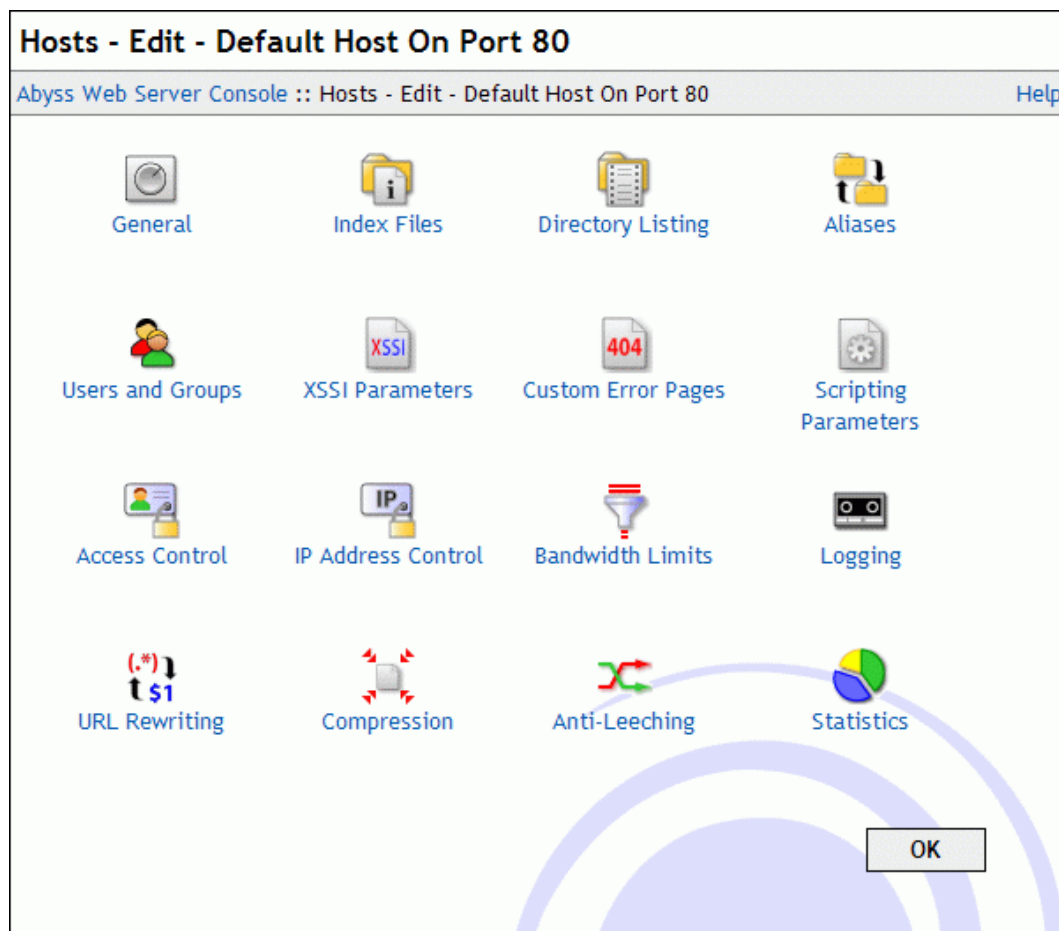 Hosts - Edit - Default Host On Port 80
Abyss Web Server Console :: Hosts - Edit - Default Host On Port 80 Help
General Index Files Directory Listing Aliases
XSSI 404
Users and Groups XSSI Parameters Custom Error Pages Scripting
Parameters
IP
Access Control IP Address Control Bandwidth Limits Logging
(.*)
$1
URL Rewriting Compression Anti-Leeching Statistics
OK